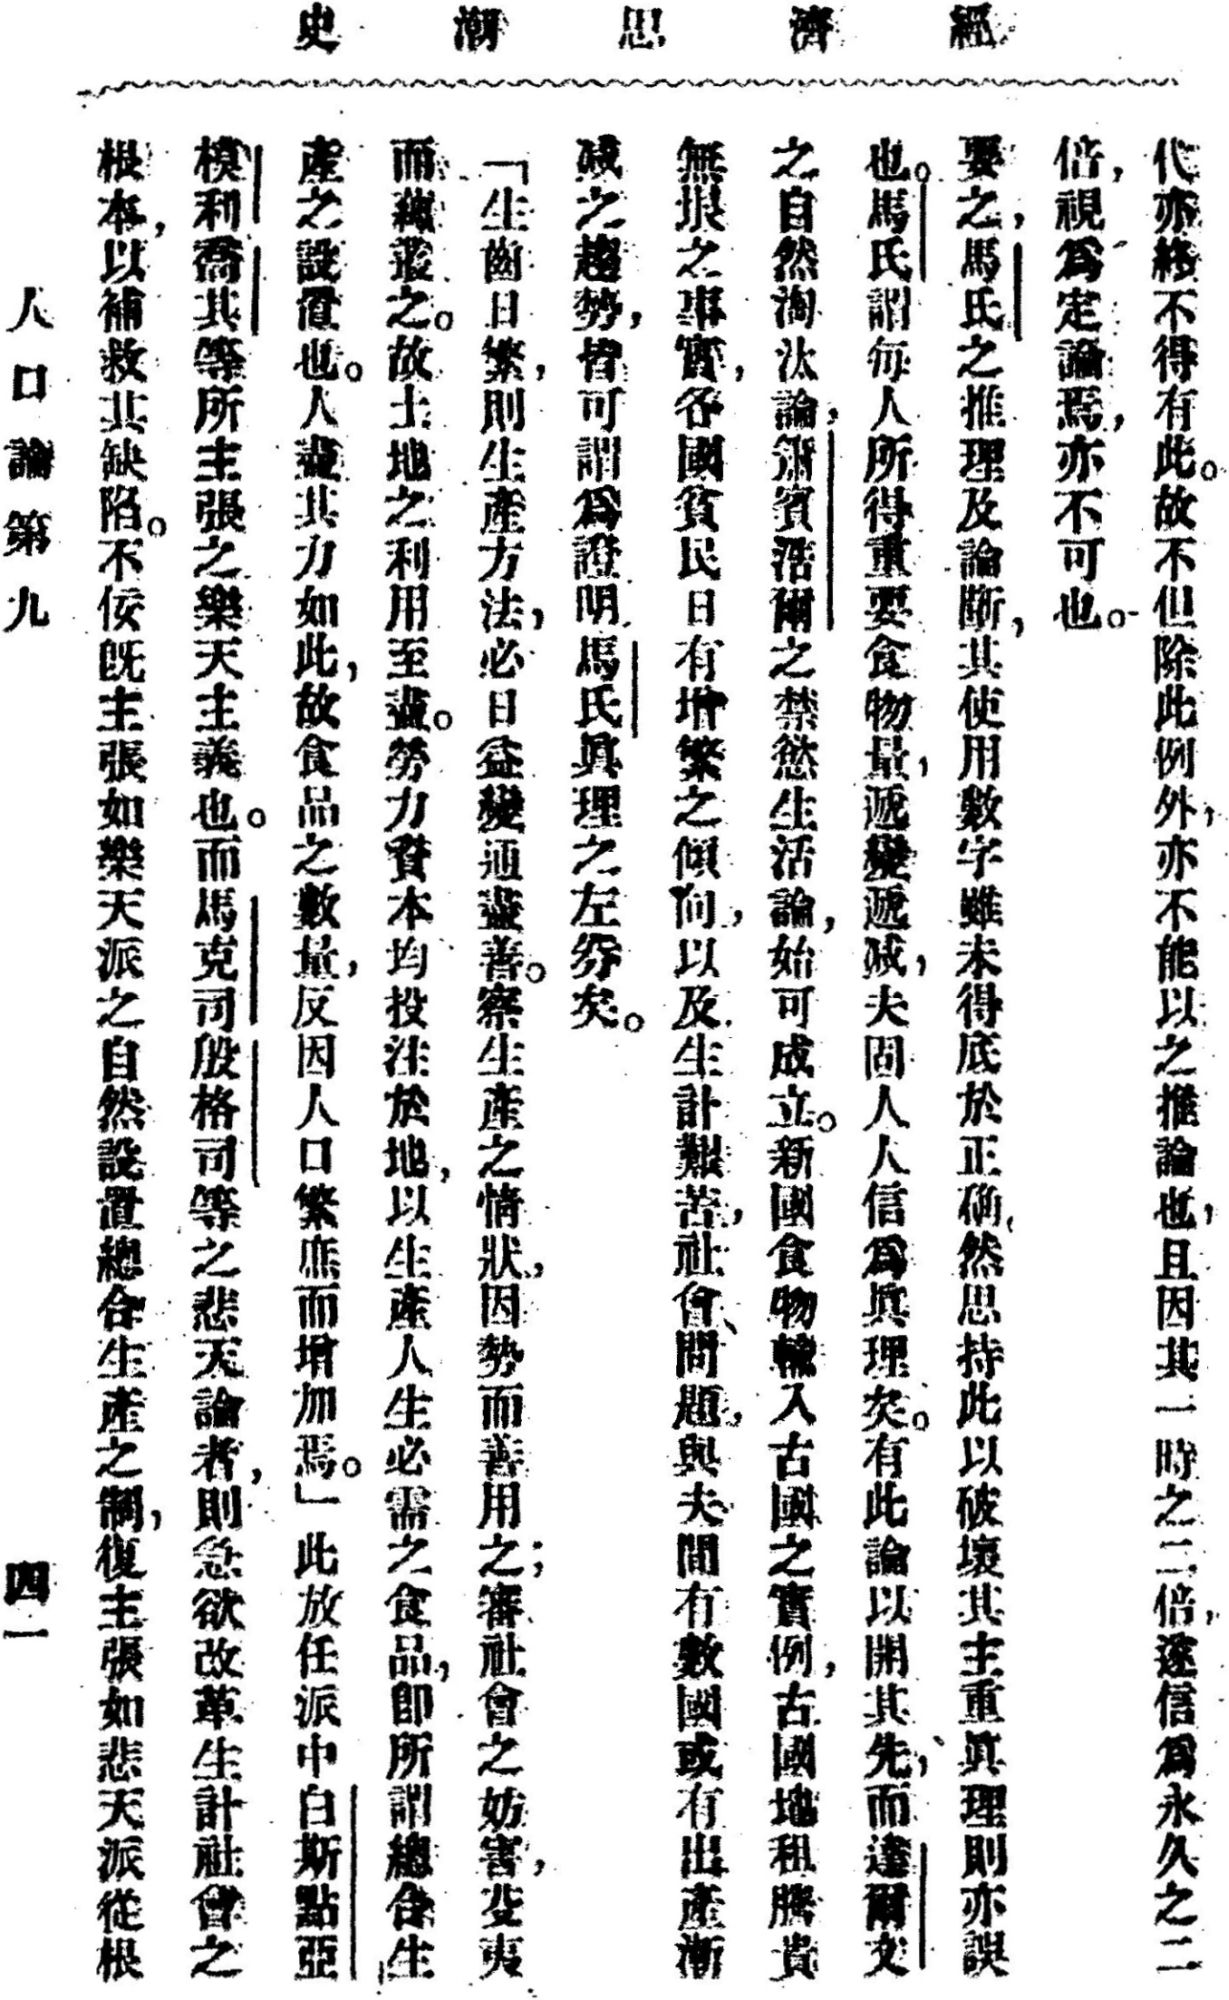 經濟思潮史
代亦終不得有此。故不但除此例外，亦不能以之推論也，且因其一時之二倍，遂信爲永久之二
倍，視爲定論焉，亦不可也。
要之，馬氏之推理及論斷，其使用數字雖未得底於正确，然思持此以破壞其主重眞理則亦誤
也。馬氏謂每人所得重要食物量，遞變遞減，夫固人人信爲眞理矣。有此論以開其先，而達爾文
之自然淘汰論，叔賓浩爾之禁慾生活論，始可成立。新國食物輸入古國之實例，古國地租騰貴
無垠之事實，各國貧民日有增繁之傾向，以及生計艱苦，社會問題，與夫間有數國或有出產漸
減之趨勢，皆可謂爲證明馬氏眞理之左券矣。
「生齒日繁，則生產方法，必日益變通盡善。察生產之情狀，因勢而善用之；審社會之妨害，芟夷
而薙叢之。故土地之利用至盡。勞力資本均投注於地，以生產人生必需之食品，卽所謂總合生
產之設置也。人盡其力如此，故食品之數量，反因人口繁庶而增加焉。」此放任派中白斯點亞
模利喬其等所主張之樂天主義也。而馬克司殷格司等之悲天論者，則急欲改革生計社會之
根本，以補救其缺陷。不佞旣主張如樂天派之自然設置總合生產之制，復主張如悲天派從根
人口論第九
四一